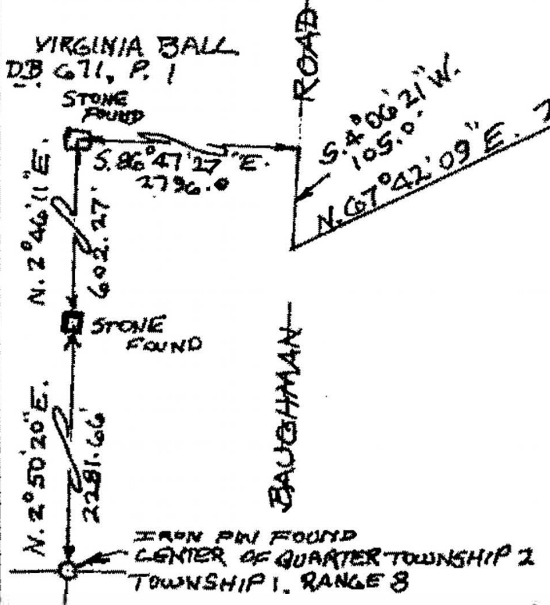 VIRGINIA BALL
DB 671, P. 1
STONE
FOUND
S. 86° 47' 27" E.
2796.0
ROAD
S. 4° 06' 21" W.
105.0'
N. 67° 42' 09" E.
N. 2° 46' 11" E.
602.27'
STONE
FOUND
BAUGHMAN
N. 2° 50' 20" E.
2281.66'
IRON PIN FOUND
CENTER OF QUARTER TOWNSHIP 2
TOWNSHIP 1, RANGE 8